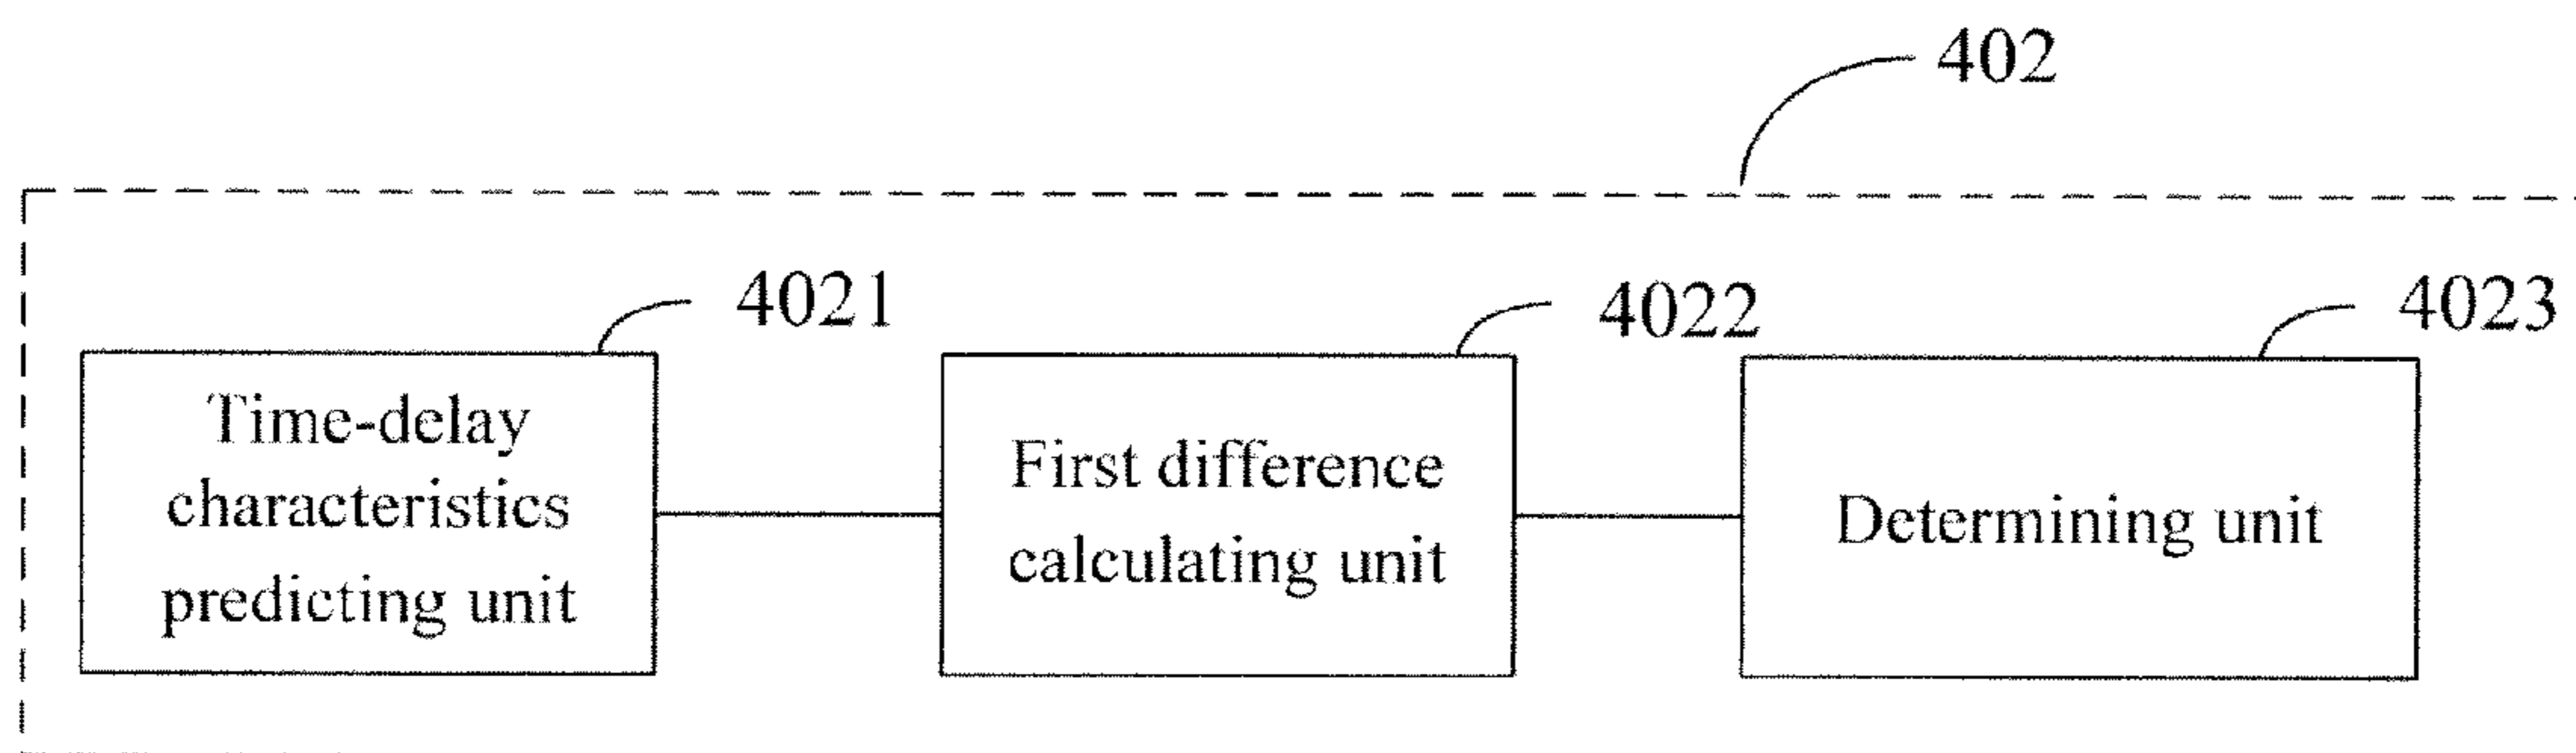 402
4021
4022
4023
Time-delay
characteristics
predicting unit
First difference
calculating unit
Determining unit